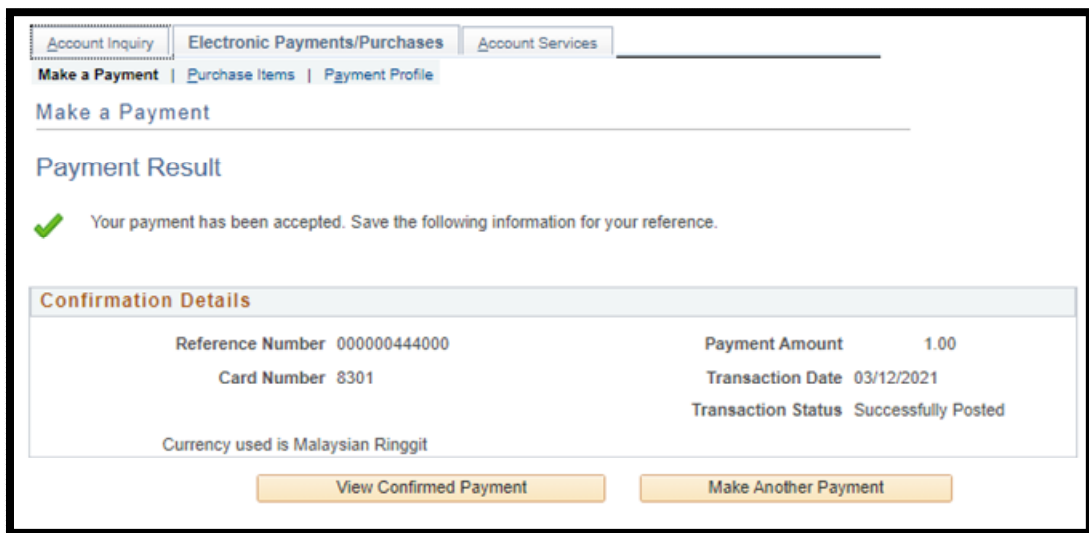 Account Inquiry Electronic Payments/Purchases Account Services
Make a Payment | Purchase Items | Payment Profile
Make a Payment
Payment Result
Your payment has been accepted. Save the following information for your reference.
Confirmation Details
Reference Number 000000444000 Payment Amount 1.00
Card Number 8301 Transaction Date 03/12/2021
Transaction Status Successfully Posted
Currency used is Malaysian Ringgit
View Confirmed Payment Make Another Payment